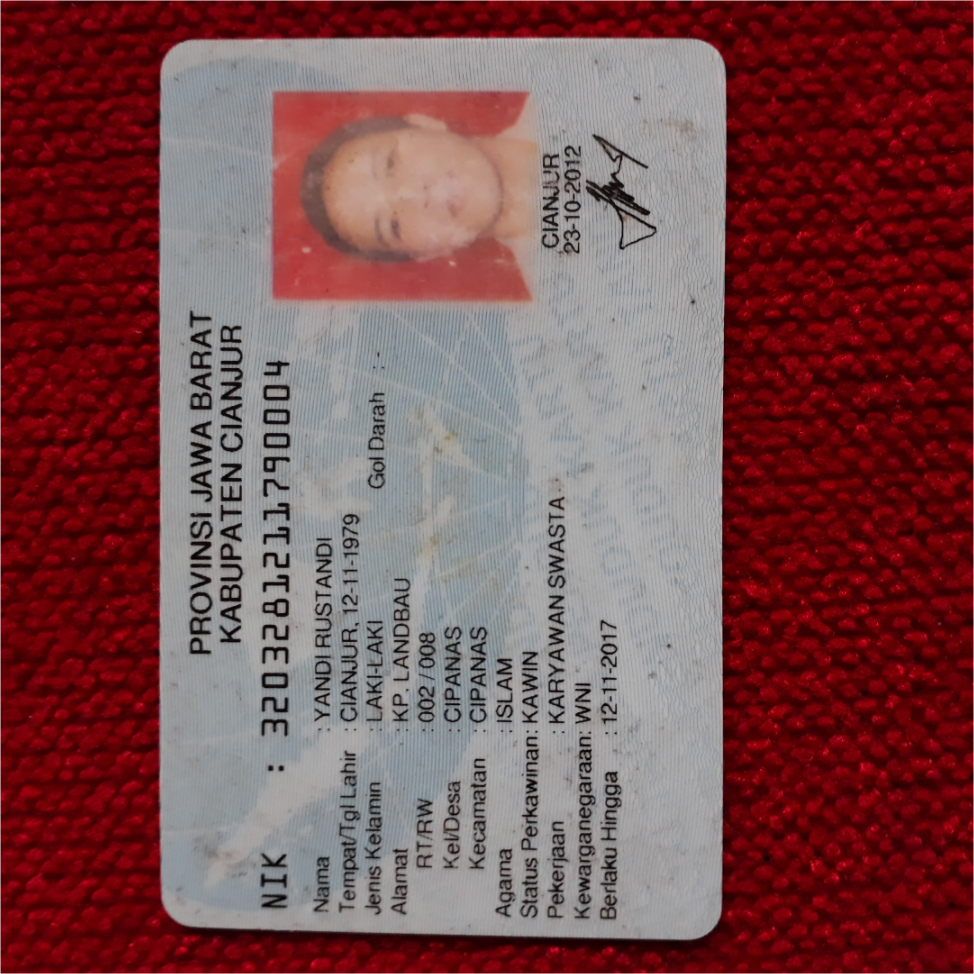 PROVINSI JAWA BARAT
KABUPATEN CIANJUR
NIK : 3203281211790004
Nama : YANDI RUSTANDI
Tempat/Tgl Lahir : CIANJUR, 12-11-1979
Jenis Kelamin : LAKI-LAKI Gol Darah : -
Alamat : KP. LANDBAU
RT/RW : 002 / 008
Kel/Desa : CIPANAS
Kecamatan : CIPANAS
Agama : ISLAM
Status Perkawinan: KAWIN
Pekerjaan : KARYAWAN SWASTA
Kewarganegaraan: WNI
Berlaku Hingga : 12-11-2017
CIANJUR
23-10-2012